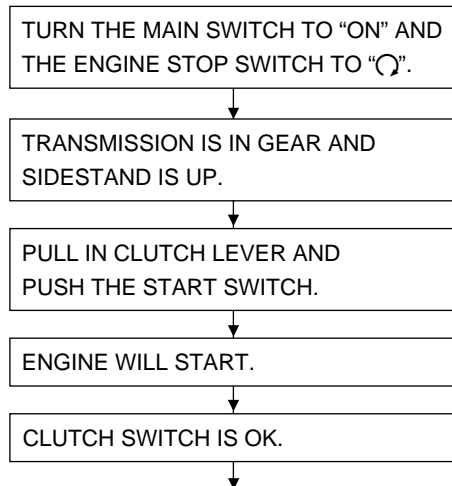 TURN THE MAIN SWITCH TO “ON” AND
THE ENGINE STOP SWITCH TO “”.
TRANSMISSION IS IN GEAR AND
SIDESTAND IS UP.
PULL IN CLUTCH LEVER AND
PUSH THE START SWITCH.
ENGINE WILL START.
CLUTCH SWITCH IS OK.